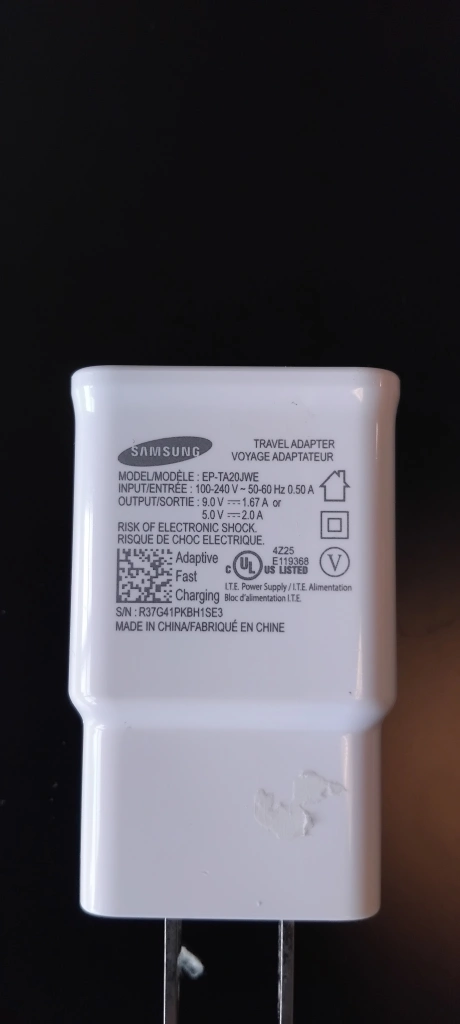 SAMSUNG
TRAVEL ADAPTER
VOYAGE ADAPTATEUR
MODEL/MODÈLE : EP-TA20JWE
INPUT/ENTRÉE : 100-240 V ~ 50-60 Hz 0.50 A
OUTPUT/SORTIE : 9.0 V ⎓ 1.67 A or
5.0 V ⎓ 2.0 A
RISK OF ELECTRONIC SHOCK.
RISQUE DE CHOC ELECTRIQUE.
Adaptive
Fast
Charging
C UL US LISTED
4Z25
E119368
V
I.T.E. Power Supply / I.T.E. Alimentation
Bloc d'alimentation I.T.E.
S/N : R37G41PKBH1SE3
MADE IN CHINA/FABRIQUÉ EN CHINE